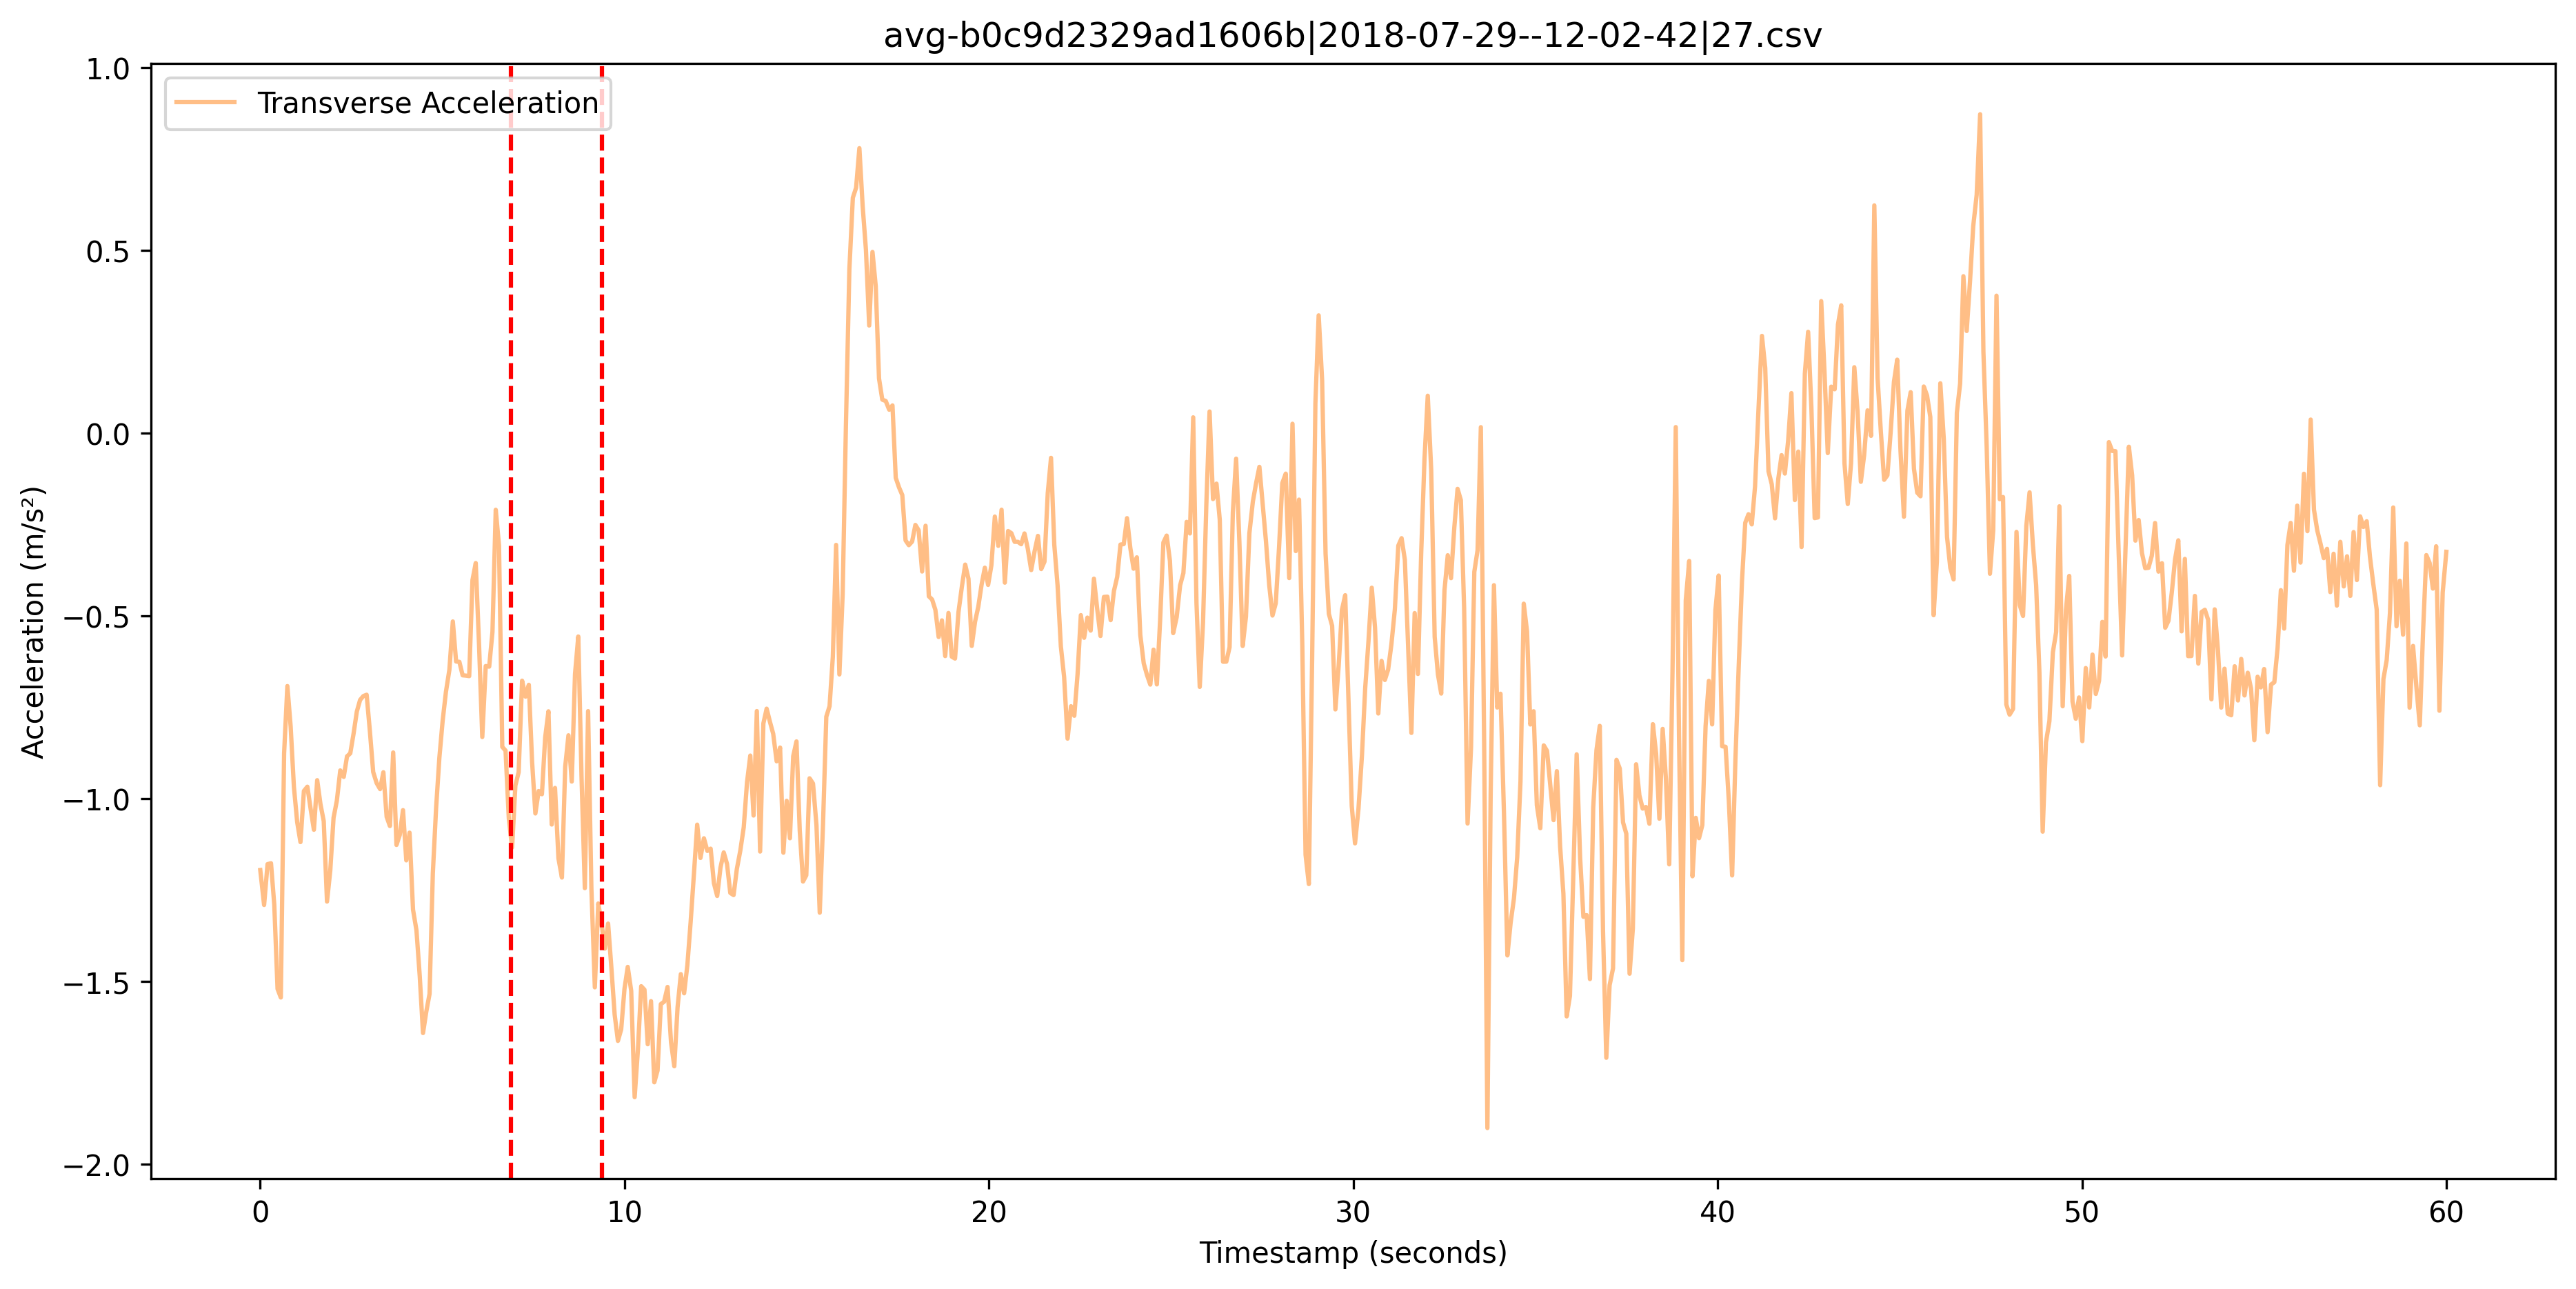 avg-b0c9d2329ad1606b|2018-07-29--12-02-42|27.csv
Transverse Acceleration
Acceleration (m/s²)
1.0
0.5
0.0
−0.5
−1.0
−1.5
−2.0
0 10 20 30 40 50 60
Timestamp (seconds)